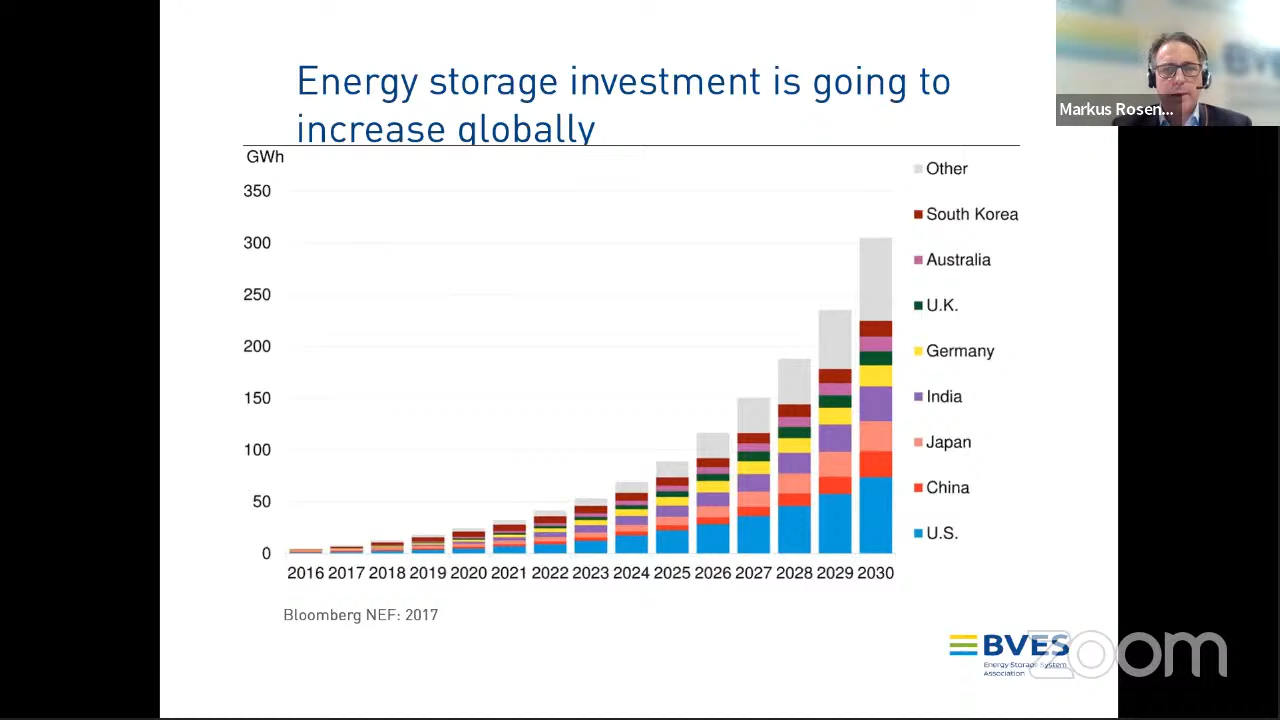 Energy storage investment is going to
increase globally
Markus Rosen...
GWh
350
300
250
200
150
100
50
0
2016 2017 2018 2019 2020 2021 2022 2023 2024 2025 2026 2027 2028 2029 2030
Other
South Korea
Australia
U.K.
Germany
India
Japan
China
U.S.
Bloomberg NEF: 2017
BVES
Energy Storage System
Association
zoom